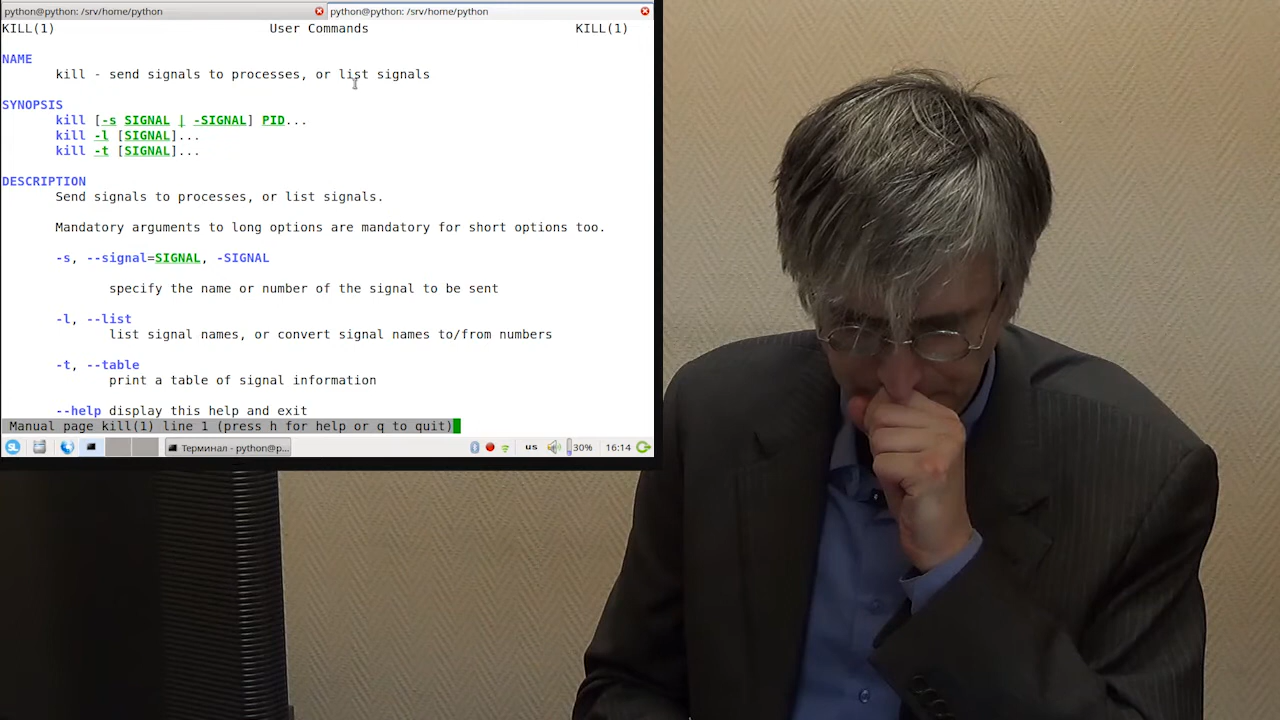 python@python: /srv/home/python
python@python: /srv/home/python
KILL(1) User Commands KILL(1)
NAME
kill - send signals to processes, or list signals
SYNOPSIS
kill [-s SIGNAL | -SIGNAL] PID...
kill -l [SIGNAL]...
kill -t [SIGNAL]...
DESCRIPTION
Send signals to processes, or list signals.
Mandatory arguments to long options are mandatory for short options too.
-s, --signal=SIGNAL, -SIGNAL
specify the name or number of the signal to be sent
-l, --list
list signal names, or convert signal names to/from numbers
-t, --table
print a table of signal information
--help display this help and exit
Manual page kill(1) line 1 (press h for help or q to quit)
SL
Терминал - python@p...
us
30%
16:14